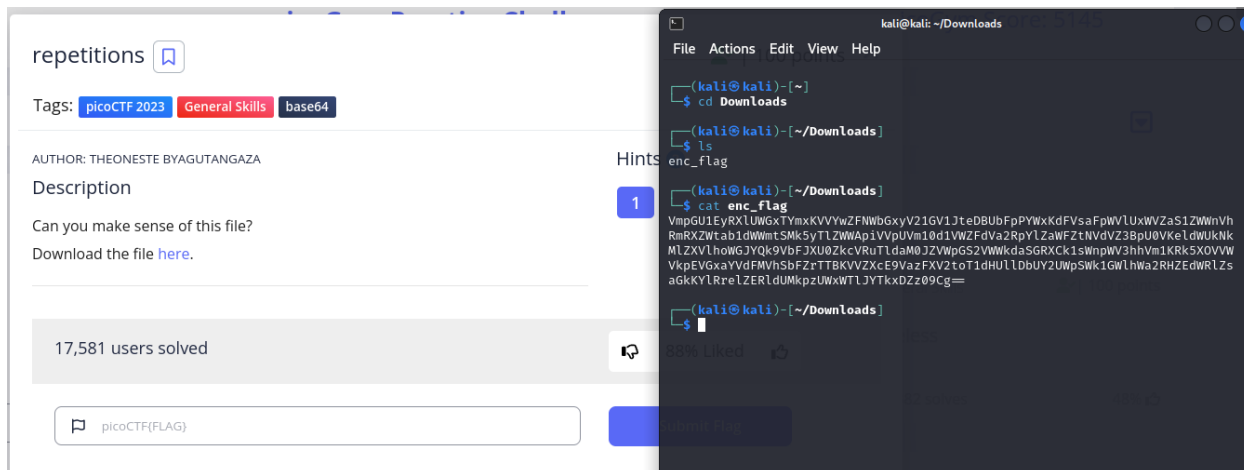 repetitions
Tags: picoCTF 2023 General Skills base64
AUTHOR: THEONESTE BYAGUTANGAZA
Description
Can you make sense of this file?
Download the file here.
Hints
1
17,581 users solved
88% Liked
picoCTF{FLAG}
Submit Flag
kali@kali: ~/Downloads
File Actions Edit View Help
┌──(kali㉿kali)-[~]
└─$ cd Downloads
┌──(kali㉿kali)-[~/Downloads]
└─$ ls
enc_flag
┌──(kali㉿kali)-[~/Downloads]
└─$ cat enc_flag
VmpGU1EyRXlUWGxTYmxKVVYwZFNWbGxyV21GV1JteDBUbFpPYWxKdFVsaFpWVlUxWVZaS1ZWWnVh
RmRXZWtab1dWWmtSMk5yTlZWWApiVVpUVm10d1VWZFdVa2RpYlZaWFZtNVdVZ3BpU0VKeldWUkNk
MlZXVlhoWGJYQk9VbFJXU0ZkcVRuTldaM0JZVWpGS2VWWkdaSGRXCk1sWnpWV3hhVm1KRk5XOVVW
VkpEVGxaYVdFMVhSbFZrTTBKVVZXcE9VazFXV2toT1dHUllDbUY2UWpSWk1GWlhWa2RHZEdWRlZs
aGkKYlRrelZERldUMkpzUWxWTlJYTkxDZz09Cg==
┌──(kali㉿kali)-[~/Downloads]
└─$